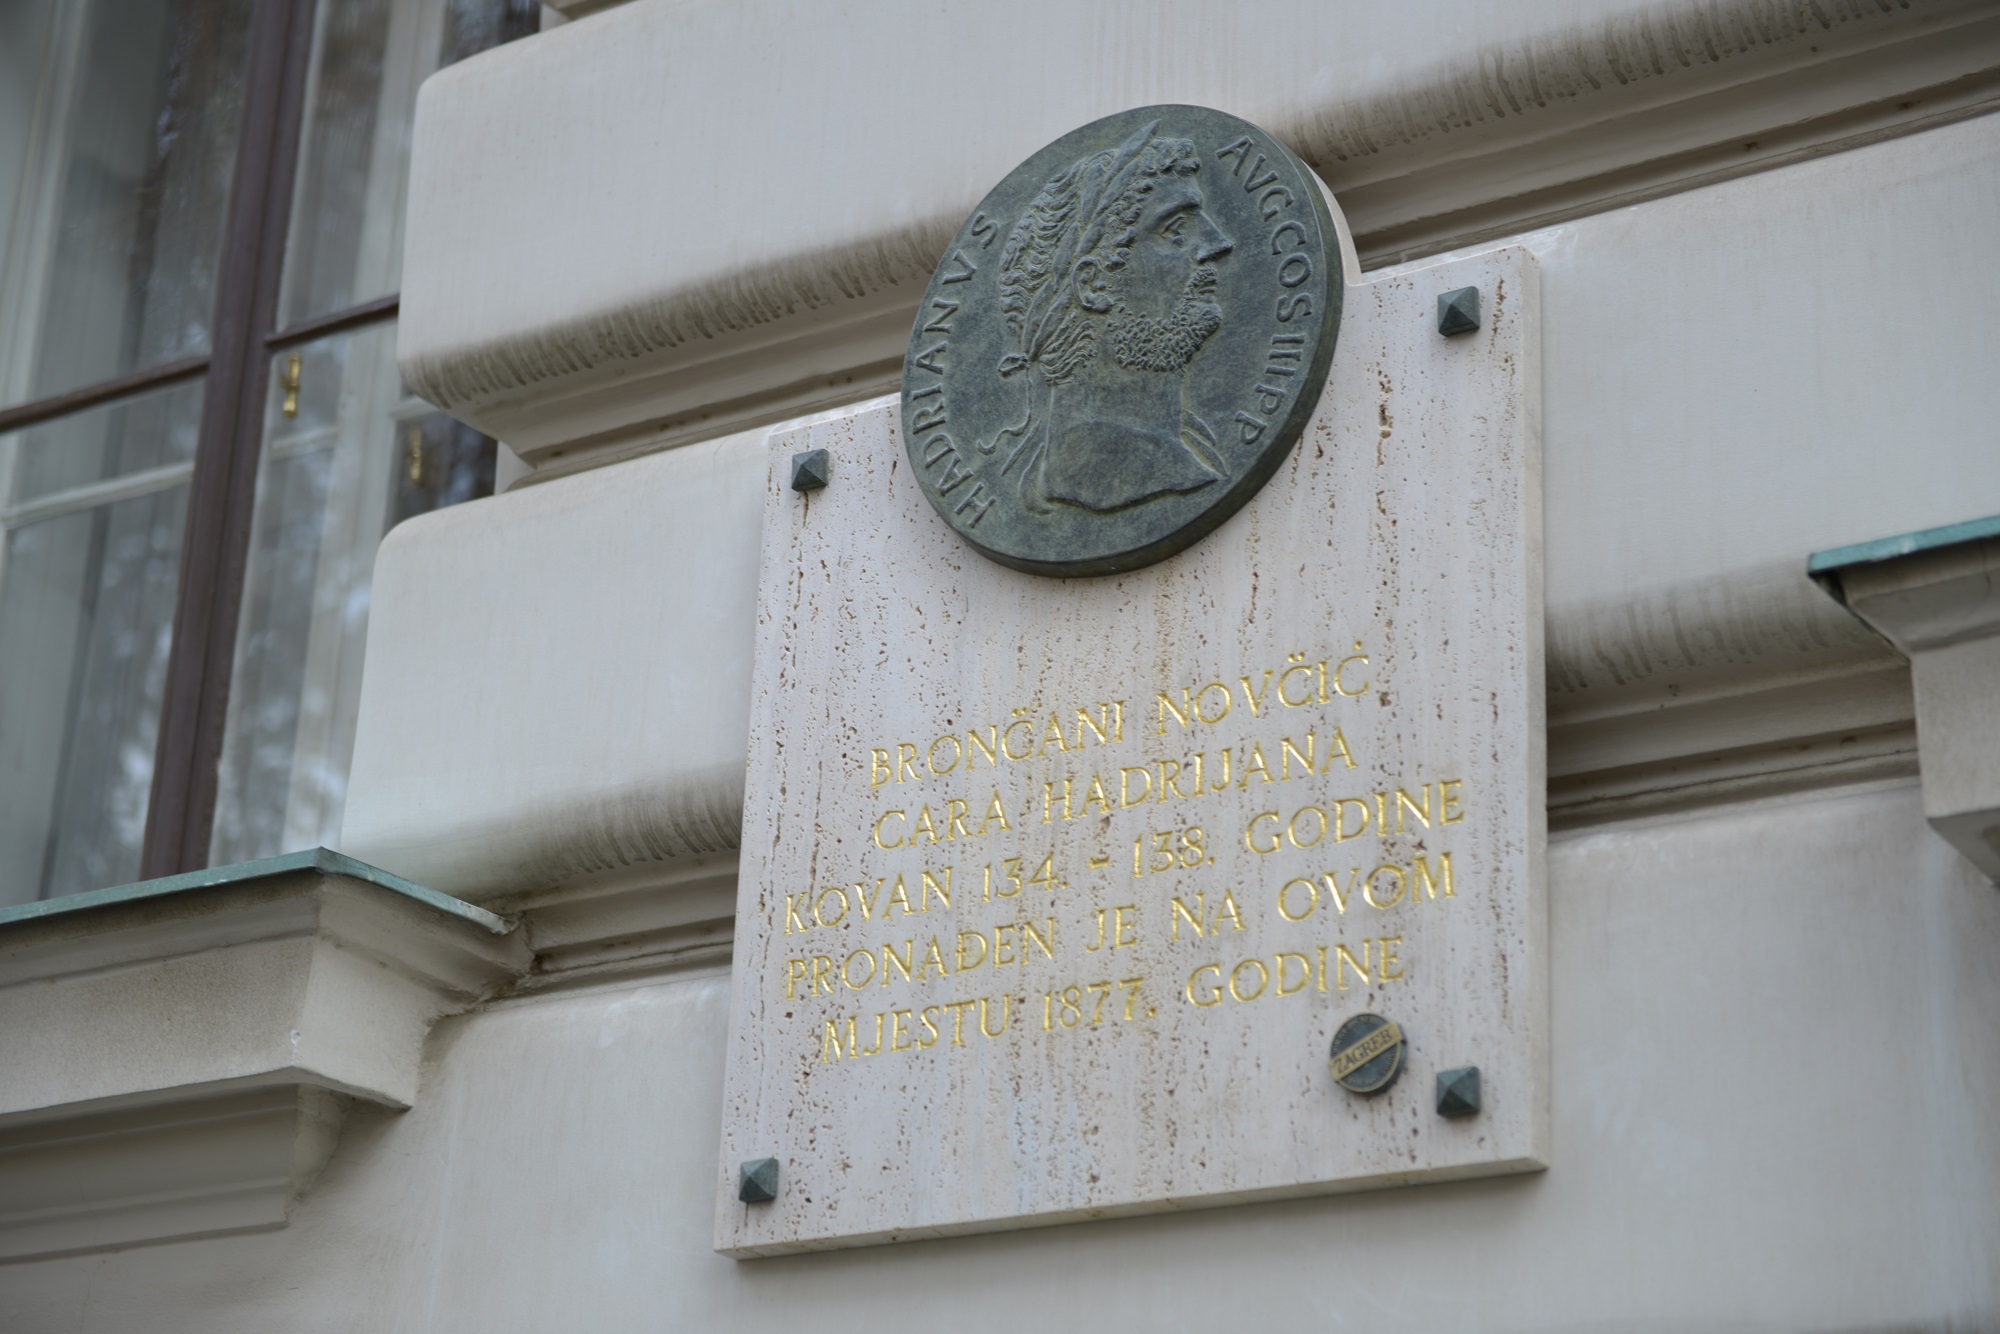 HADRIANVS AVGCOSIIIPP
BRONČANI NOVČIĆ
CARA HADRIJANA
KOVAN 134. - 138. GODINE
PRONAĐEN JE NA OVOM
MJESTU 1877. GODINE
ZAGREB